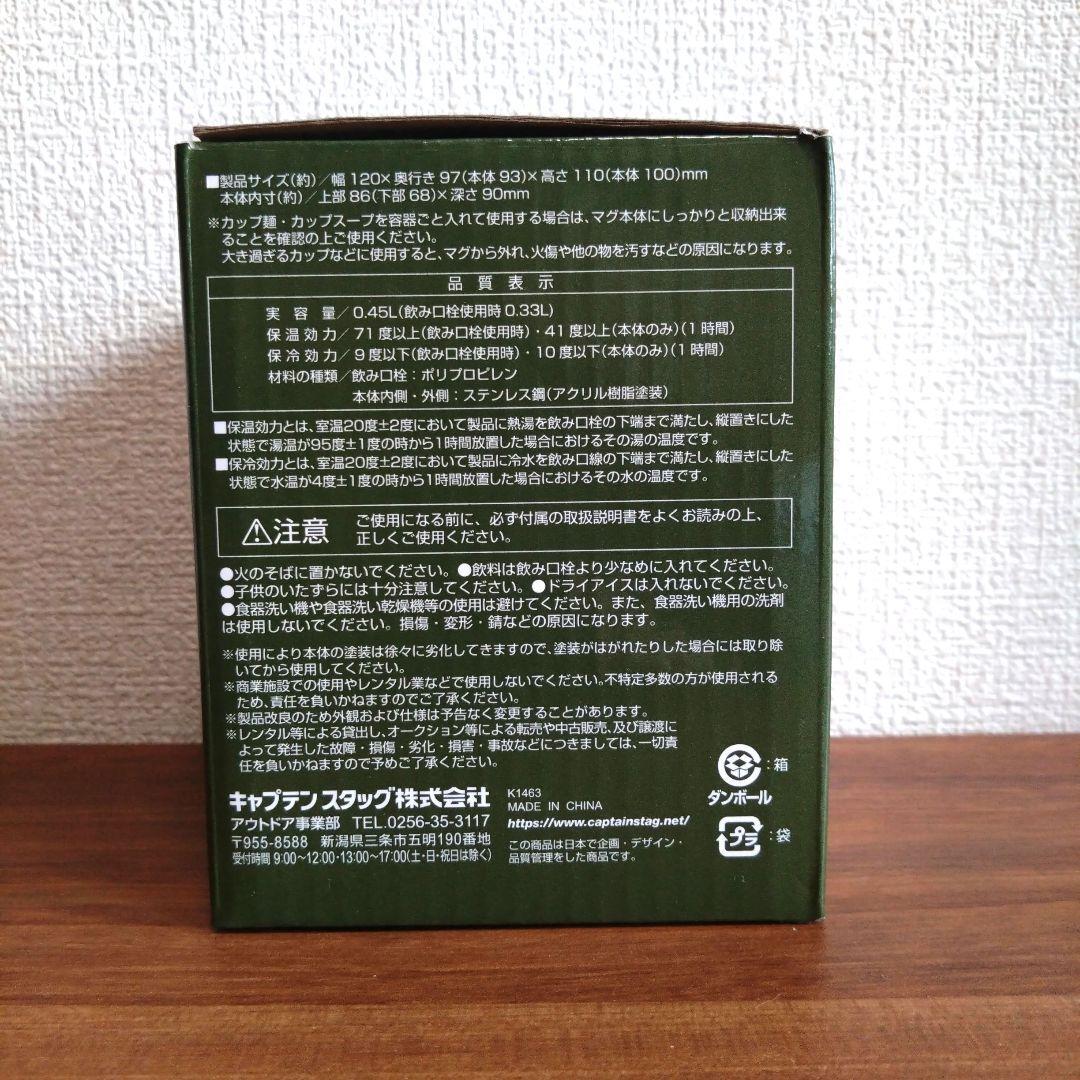 ■製品サイズ(約)／幅120×奥行き97(本体93)×高さ110(本体100)mm
本体内寸(約)／上部86(下部68)×深さ90mm
※カップ麺・カップスープを容器ごと入れて使用する場合は、マグ本体にしっかりと収納出来
ることを確認の上ご使用ください。
大き過ぎるカップなどに使用すると、マグから外れ、火傷や他の物を汚すなどの原因になります。
品質表示
実容量／0.45L(飲み口栓使用時0.33L)
保温効力／71度以上(飲み口栓使用時)・41度以上(本体のみ)(1時間)
保冷効力／9度以下(飲み口栓使用時)・10度以下(本体のみ)(1時間)
材料の種類／飲み口栓：ポリプロピレン
本体内側・外側：ステンレス鋼(アクリル樹脂塗装)
■保温効力とは、室温20度±2度において製品に熱湯を飲み口栓の下端まで満たし、縦置きにした
状態で湯温が95度±1度の時から1時間放置した場合におけるその湯の温度です。
■保冷効力とは、室温20度±2度において製品に冷水を飲み口線の下端まで満たし、縦置きにした
状態で水温が4度±1度の時から1時間放置した場合におけるその水の温度です。
⚠注意 ご使用になる前に、必ず付属の取扱説明書をよくお読みの上、
正しくご使用ください。
●火のそばに置かないでください。●飲料は飲み口栓より少なめに入れてください。
●子供のいたずらには十分注意してください。●ドライアイスは入れないでください。
●食器洗い機や食器洗い乾燥機等の使用は避けてください。また、食器洗い機用の洗剤
は使用しないでください。損傷・変形・錆などの原因になります。
※使用により本体の塗装は徐々に劣化してきますので、塗装がはがれたりした場合には取り除
いてから使用してください。
※商業施設での使用やレンタル業などで使用しないでください。不特定多数の方が使用される
ため、責任を負いかねますのでご了承ください。
※製品改良のため外観および仕様は予告なく変更することがあります。
※レンタル等による貸出し、オークション等による転売や中古販売、及び譲渡に
よって発生した故障・損傷・劣化・損害・事故などにつきましては、一切責
任を負いかねますので予めご了承ください。
キャプテンスタッグ株式会社
アウトドア事業部 TEL.0256-35-3117
〒955-8588 新潟県三条市五明190番地
受付時間 9:00〜12:00・13:00〜17:00(土・日・祝日は除く)
K1463
MADE IN CHINA
https://www.captainstag.net/
この商品は日本で企画・デザイン・
品質管理をした商品です。
：箱
ダンボール
プラ：袋